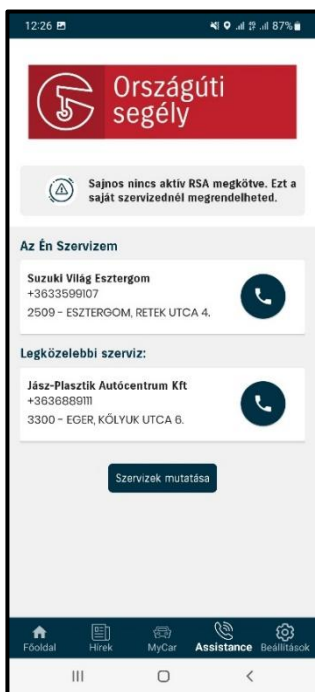 12:26 87%
Országúti
segély
Sajnos nincs aktív RSA megkötve. Ezt a
saját szervizednél megrendelheted.
Az Én Szervizem
Suzuki Világ Esztergom
+3633599107
2509 - ESZTERGOM, RETEK UTCA 4.
Legközelebbi szerviz:
Jász-Plasztik Autócentrum Kft
+3636889111
3300 - EGER, KŐLYUK UTCA 6.
Szervizek mutatása
Főoldal Hírek MyCar Assistance Beállítások